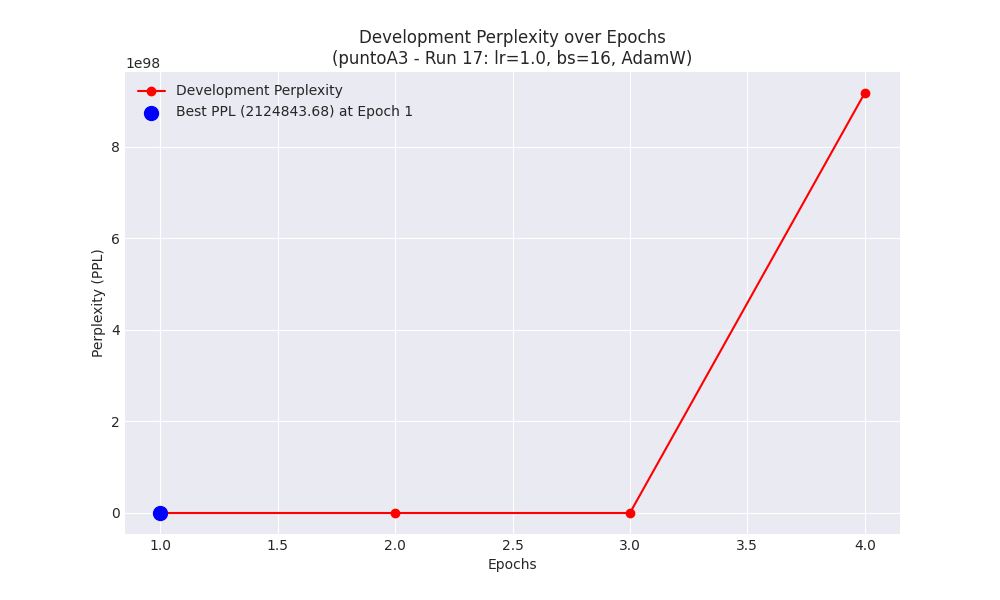 Development Perplexity over Epochs
(puntoA3 - Run 17: lr=1.0, bs=16, AdamW)
1e98
Development Perplexity
Best PPL (2124843.68) at Epoch 1
8
6
4
2
0
Perplexity (PPL)
1.0 1.5 2.0 2.5 3.0 3.5 4.0
Epochs